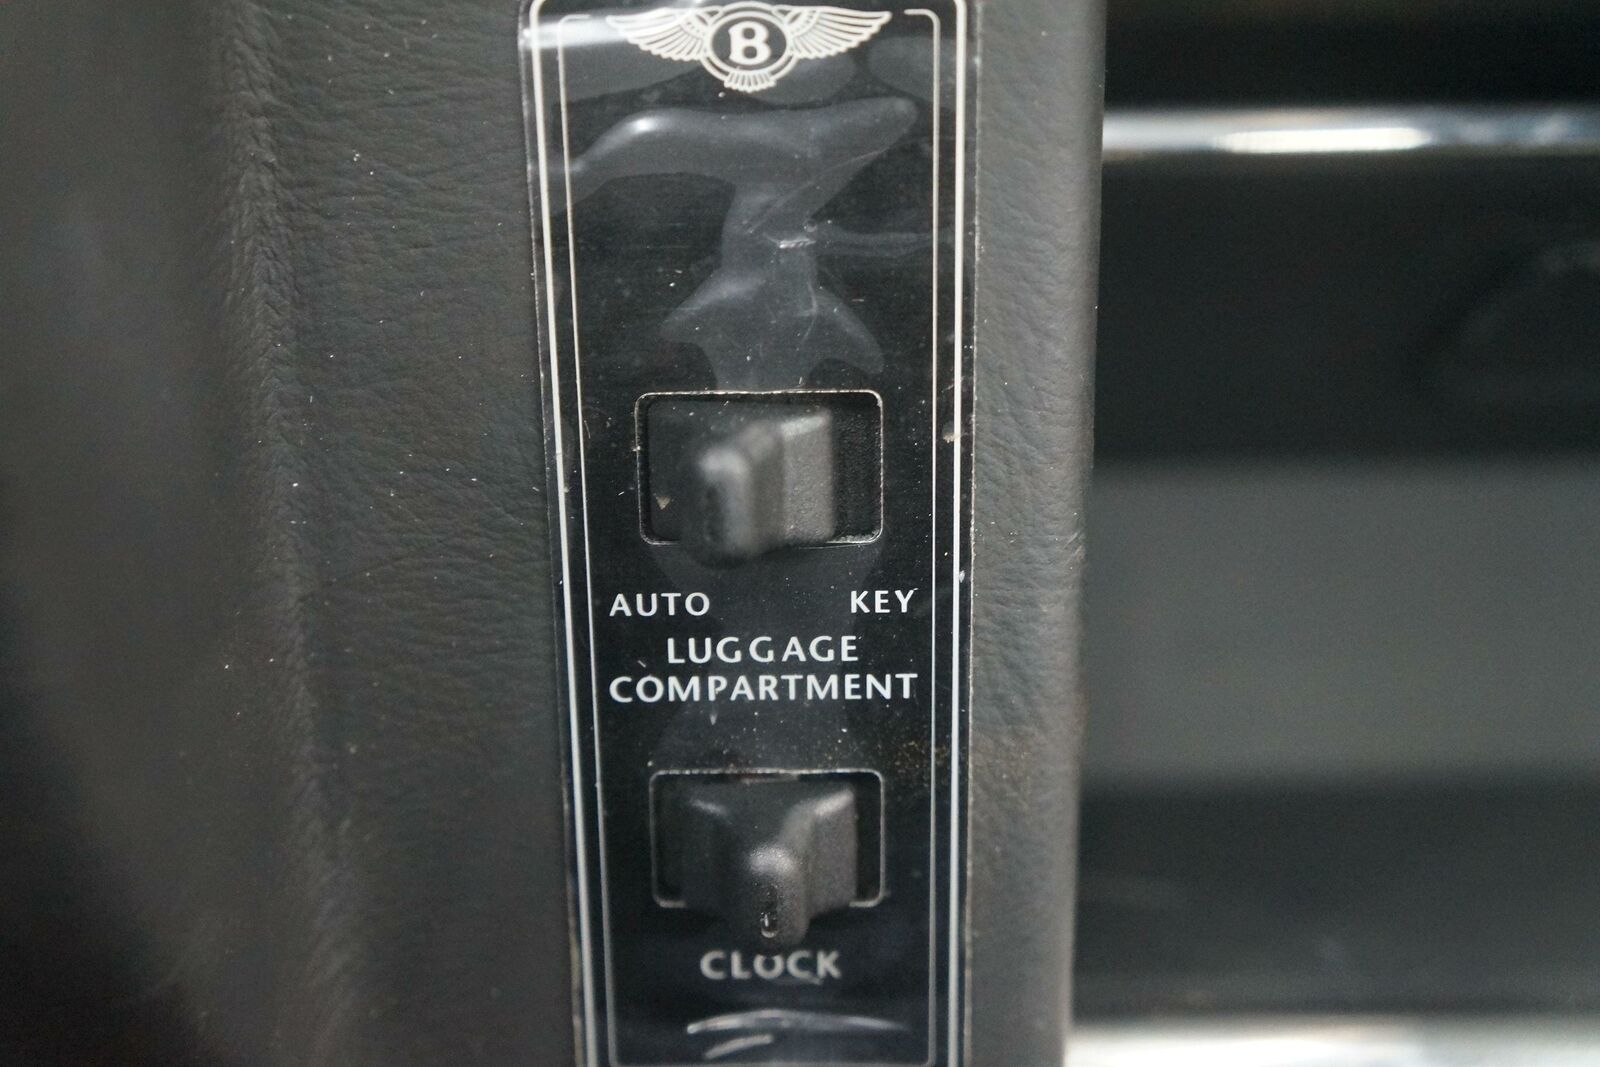 B
AUTO KEY
LUGGAGE
COMPARTMENT
CLOCK